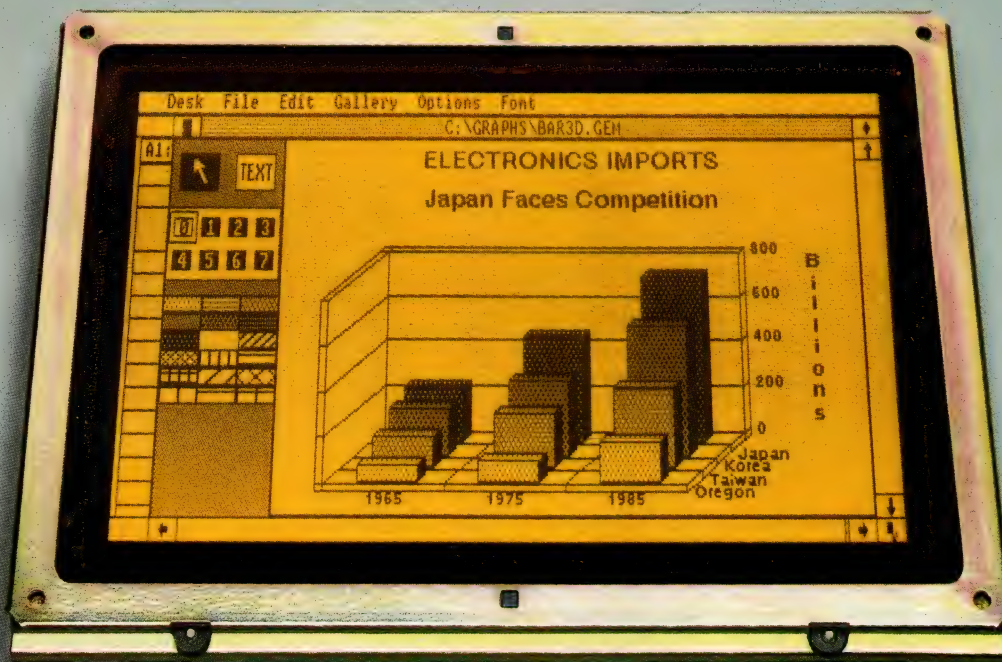 Desk File Edit Gallery Options Font
C:\GRAPHS\BAR3D.GEM
A1:
TEXT
0 1 2 3
4 5 6 7
ELECTRONICS IMPORTS
Japan Faces Competition
800
600
400
200
0
Billions
Japan
Korea
Taiwan
Oregon
1965 1975 1985